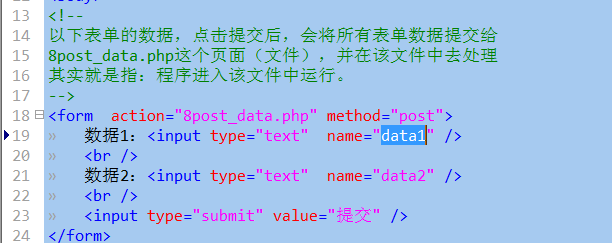 12 <body>
13 <!--
14 以下表单的数据，点击提交后，会将所有表单数据提交给
15 8post_data.php这个页面（文件），并在该文件中去处理
16 其实就是指：程序进入该文件中运行。
17 -->
18 <form  action="8post_data.php" method="post">
19 » 数据1：<input type="text"  name="data1" />
20 » <br />
21 » 数据2：<input type="text"  name="data2" />
22 » <br />
23 » <input type="submit" value="提交" />
24 </form>